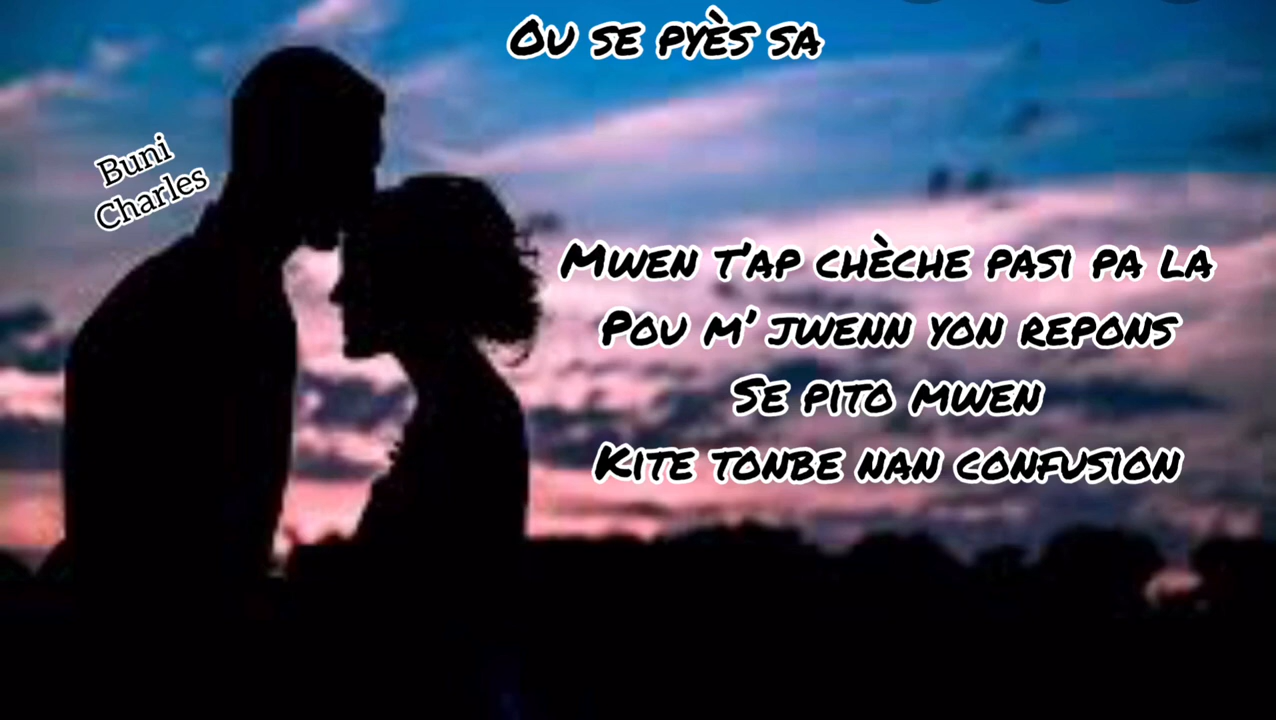 Ou se pyès sa
Buni
Charles
Mwen t'ap chèche pasi pa la
Pou m' jwenn yon repons
Se pito mwen
Kite tonbe nan confusion